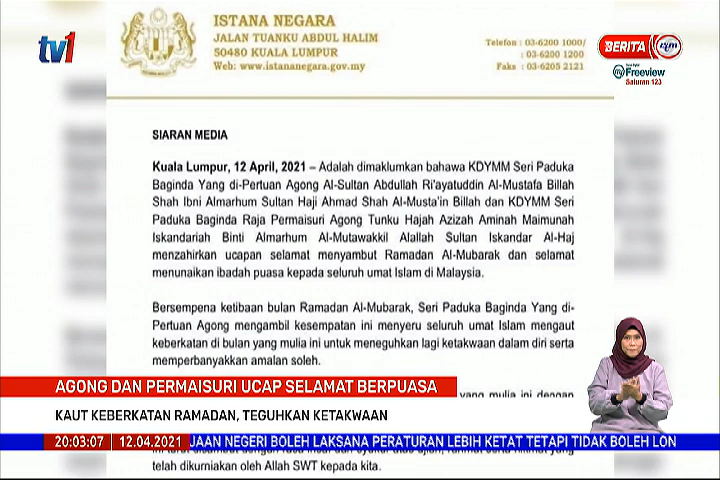 tv1
ISTANA NEGARA
JALAN TUANKU ABDUL HALIM
50480 KUALA LUMPUR
Web: www.istananegara.gov.my
Telefon : 03-6200 1000/
: 03-6200 1200
Faks : 03-6205 2121
BERITA rtm
Freeview
Saluran 123
SIARAN MEDIA
Kuala Lumpur, 12 April, 2021 – Adalah dimaklumkan bahawa KDYMM Seri Paduka
Baginda Yang di-Pertuan Agong Al-Sultan Abdullah Ri'ayatuddin Al-Mustafa Billah
Shah Ibni Almarhum Sultan Haji Ahmad Shah Al-Musta'in Billah dan KDYMM Seri
Paduka Baginda Raja Permaisuri Agong Tunku Hajah Azizah Aminah Maimunah
Iskandariah Binti Almarhum Al-Mutawakkil Alallah Sultan Iskandar Al-Haj
menzahirkan ucapan selamat menyambut Ramadan Al-Mubarak dan selamat
menunaikan ibadah puasa kepada seluruh umat Islam di Malaysia.
Bersempena ketibaan bulan Ramadan Al-Mubarak, Seri Paduka Baginda Yang di-
Pertuan Agong mengambil kesempatan ini menyeru seluruh umat Islam mengaut
keberkatan di bulan yang mulia ini untuk meneguhkan lagi ketakwaan dalam diri serta
memperbanyakkan amalan soleh.
yang mulia ini dengan
AGONG DAN PERMAISURI UCAP SELAMAT BERPUASA
KAUT KEBERKATAN RAMADAN, TEGUHKAN KETAKWAAN
20:03:07 12.04.2021 JAAN NEGERI BOLEH LAKSANA PERATURAN LEBIH KETAT TETAPI TIDAK BOLEH LON
telah dikurniakan oleh Allah SWT kepada kita.